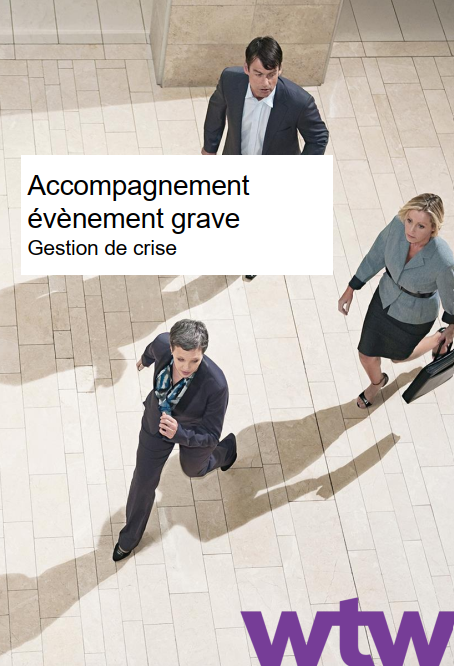 Accompagnement
évènement grave
Gestion de crise
wtw